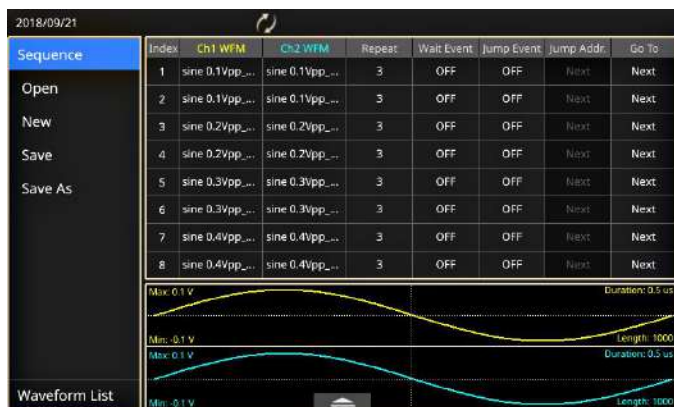 2018/09/21
Sequence
Open
New
Save
Save As
Waveform List
Index Ch1 WFM Ch2 WFM Repeat Wait Event Jump Event Jump Addr. Go To
1 sine 0.1Vpp_... sine 0.1Vpp_... 3 OFF OFF Next Next
2 sine 0.1Vpp_... sine 0.1Vpp_... 3 OFF OFF Next Next
3 sine 0.2Vpp_... sine 0.2Vpp_... 3 OFF OFF Next Next
4 sine 0.2Vpp_... sine 0.2Vpp_... 3 OFF OFF Next Next
5 sine 0.3Vpp_... sine 0.3Vpp_... 3 OFF OFF Next Next
6 sine 0.3Vpp_... sine 0.3Vpp_... 3 OFF OFF Next Next
7 sine 0.4Vpp_... sine 0.4Vpp_... 3 OFF OFF Next Next
8 sine 0.4Vpp_... sine 0.4Vpp_... 3 OFF OFF Next Next
Max: 0.1 V Duration: 0.5 us
Min: -0.1 V Length: 1000
Max: 0.1 V Duration: 0.5 us
Min: -0.1 V Length: 1000